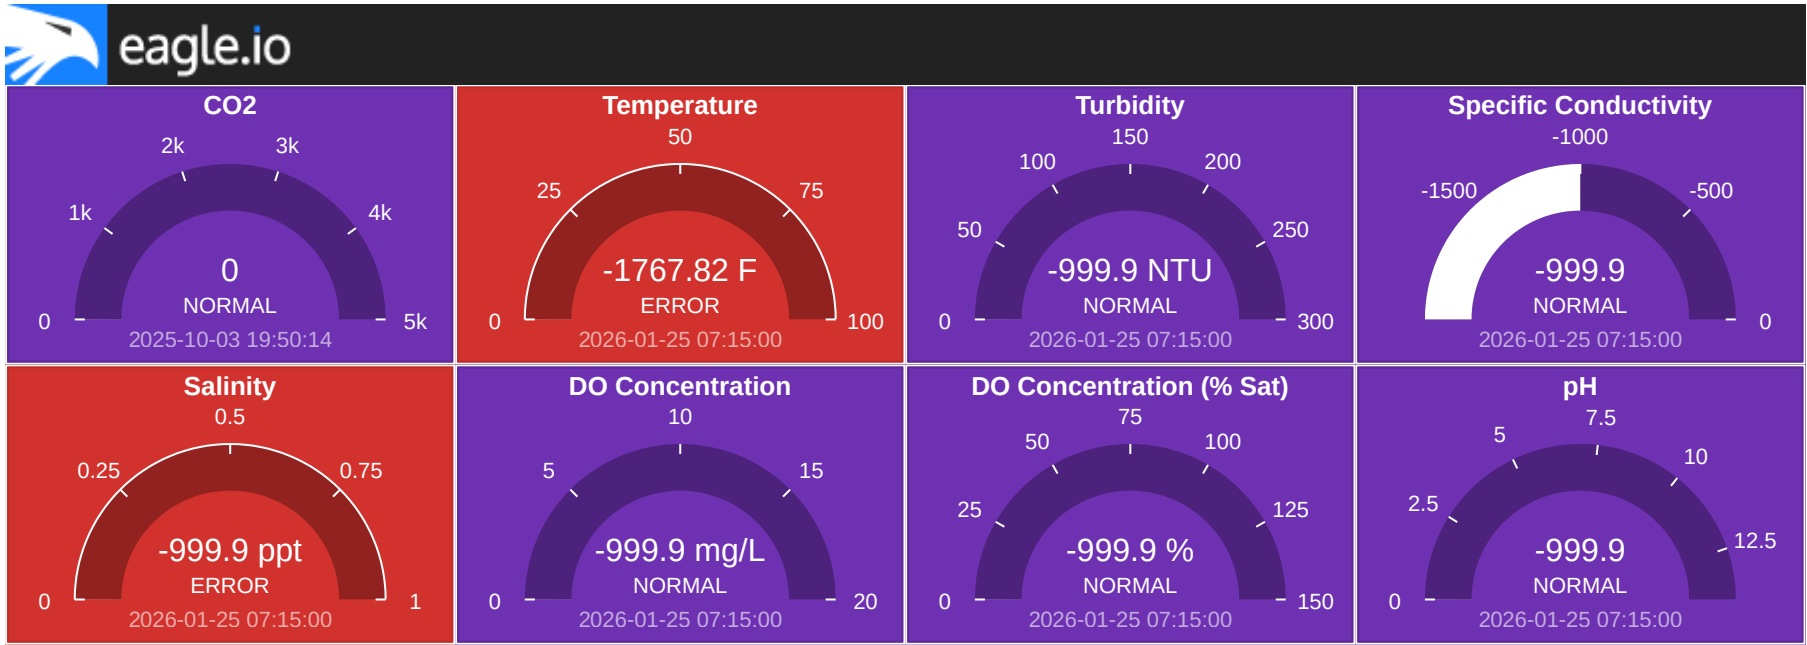 eagle.io
CO2
0
1k
2k
3k
4k
5k
0
NORMAL
2025-10-03 19:50:14
Temperature
0
25
50
75
100
-1767.82 F
ERROR
2026-01-25 07:15:00
Turbidity
0
50
100
150
200
250
300
-999.9 NTU
NORMAL
2026-01-25 07:15:00
Specific Conductivity
-1500
-1000
-500
0
-999.9
NORMAL
2026-01-25 07:15:00
Salinity
0
0.25
0.5
0.75
1
-999.9 ppt
ERROR
2026-01-25 07:15:00
DO Concentration
0
5
10
15
20
-999.9 mg/L
NORMAL
2026-01-25 07:15:00
DO Concentration (% Sat)
0
25
50
75
100
125
150
-999.9 %
NORMAL
2026-01-25 07:15:00
pH
0
2.5
5
7.5
10
12.5
-999.9
NORMAL
2026-01-25 07:15:00